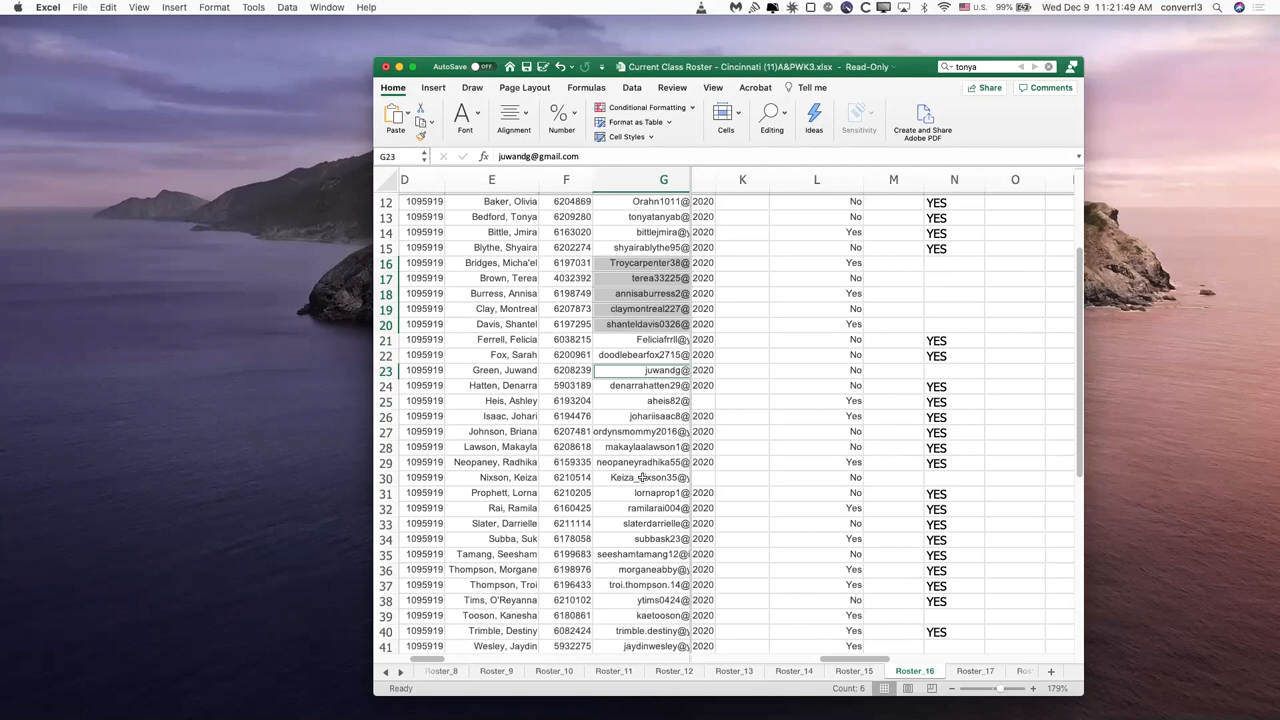 Excel File Edit View Insert Format Tools Data Window Help U.S. 99% Wed Dec 9 11:21:49 AM converrl3
AutoSave OFF Current Class Roster - Cincinnati (11)A&PWK3.xlsx - Read-Only tonya
Home Insert Draw Page Layout Formulas Data Review View Acrobat Tell me Share Comments
Paste Font Alignment Number Conditional Formatting Format as Table Cell Styles Cells Editing Ideas Sensitivity Create and Share Adobe PDF
G23 fx juwandg@gmail.com
D E F G K L M N O
12 1095919 Baker, Olivia 6204869 Orahn1011@ 2020 No YES
13 1095919 Bedford, Tonya 6209280 tonyatanyab@ 2020 No YES
14 1095919 Bittle, Jmira 6163020 bittlejmira@y 2020 Yes YES
15 1095919 Blythe, Shyaira 6202274 shyairablythe95@ 2020 No YES
16 1095919 Bridges, Micha'el 6197031 Troycarpenter38@ 2020 Yes
17 1095919 Brown, Terea 4032392 terea33225@ 2020 No
18 1095919 Burress, Annisa 6198749 annisaburress2@ 2020 Yes
19 1095919 Clay, Montreal 6207873 claymontreal227@ 2020 No
20 1095919 Davis, Shantel 6197295 shanteldavis0326@ 2020 Yes
21 1095919 Ferrell, Felicia 6038215 Feliciafrrll@y 2020 No YES
22 1095919 Fox, Sarah 6200961 doodlebearfox2715@ 2020 No YES
23 1095919 Green, Juwand 6208239 juwandg@ 2020 No
24 1095919 Hatten, Denarra 5903189 denarrahatten29@ 2020 No YES
25 1095919 Heis, Ashley 6193204 aheis82@ Yes YES
26 1095919 Isaac, Johari 6194476 johariisaac8@ 2020 Yes YES
27 1095919 Johnson, Briana 6207481 ordynsmommy2016@y 2020 No YES
28 1095919 Lawson, Makayla 6208618 makaylaalawson1@ 2020 No YES
29 1095919 Neopaney, Radhika 6159335 neopaneyradhika55@ 2020 Yes YES
30 1095919 Nixson, Keiza 6210514 No
31 1095919 Prophett, Lorna 6210205 lornaprop1@ 2020 No YES
32 1095919 Rai, Ramila 6160425 ramilarai004@ 2020 Yes YES
33 1095919 Slater, Darrielle 6211114 slaterdarrielle@ 2020 No YES
34 1095919 Subba, Suk 6178058 subbask23@ 2020 Yes YES
35 1095919 Tamang, Seesham 6199683 seeshamtamang12@ 2020 No YES
36 1095919 Thompson, Morgane 6198976 morganeabby@y 2020 Yes YES
37 1095919 Thompson, Troi 6196433 troi.thompson.14@ 2020 Yes YES
38 1095919 Tims, O'Reyanna 6210102 ytims0424@ 2020 No YES
39 1095919 Tooson, Kanesha 6180861 kaetooson@ 2020 Yes
40 1095919 Trimble, Destiny 6082424 trimble.destiny@y 2020 Yes YES
41 1095919 Wesley, Jaydin 5932275 jaydinwesley@y 2020 Yes
Roster_8 Roster_9 Roster_10 Roster_11 Roster_12 Roster_13 Roster_14 Roster_15 Roster_16 Roster_17 Ros
Ready Count: 6 179%